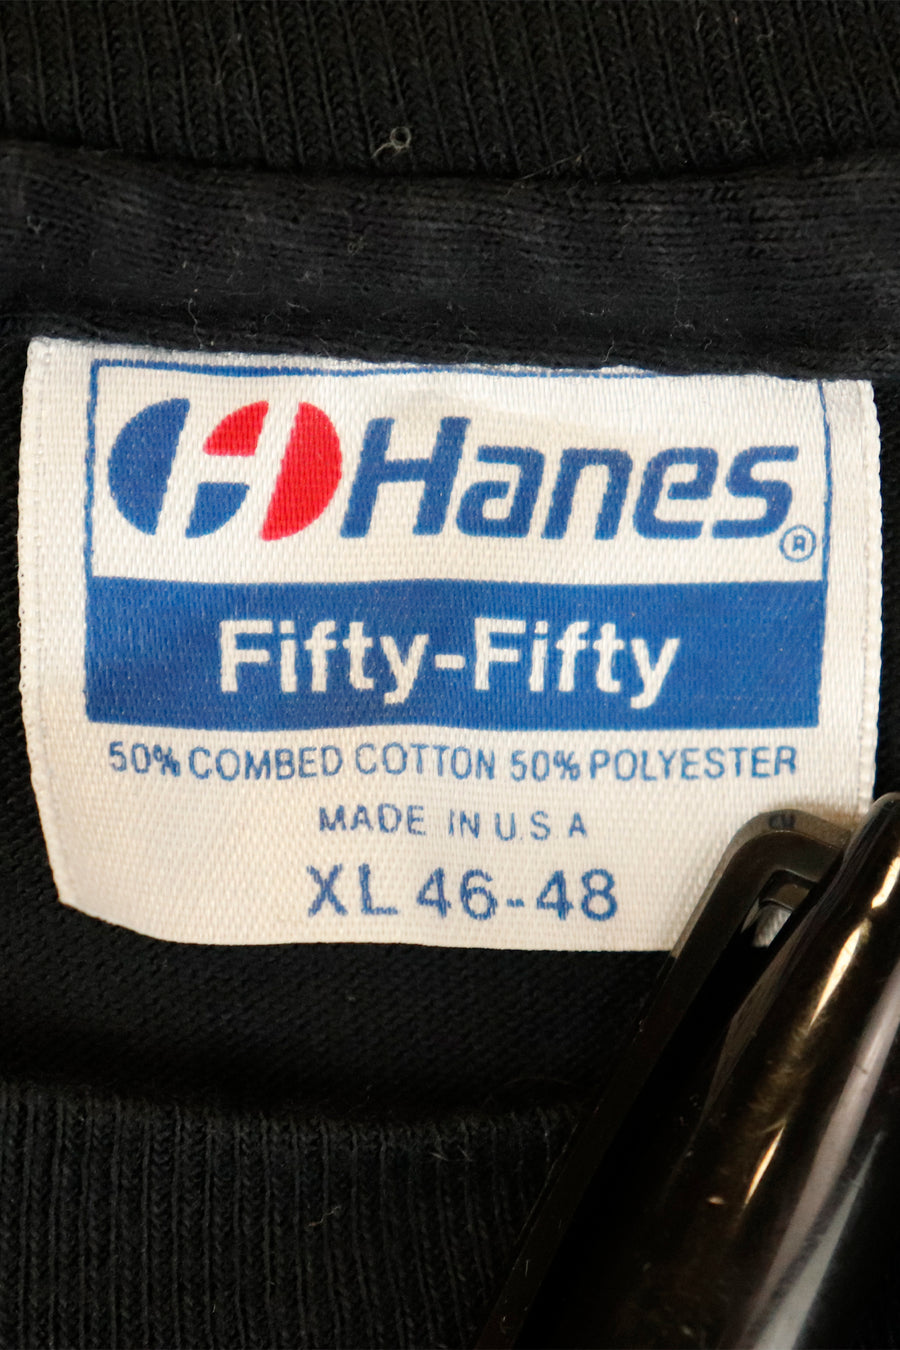 Hanes®
Fifty-Fifty
50% COMBED COTTON 50% POLYESTER
MADE IN U.S A
XL 46-48